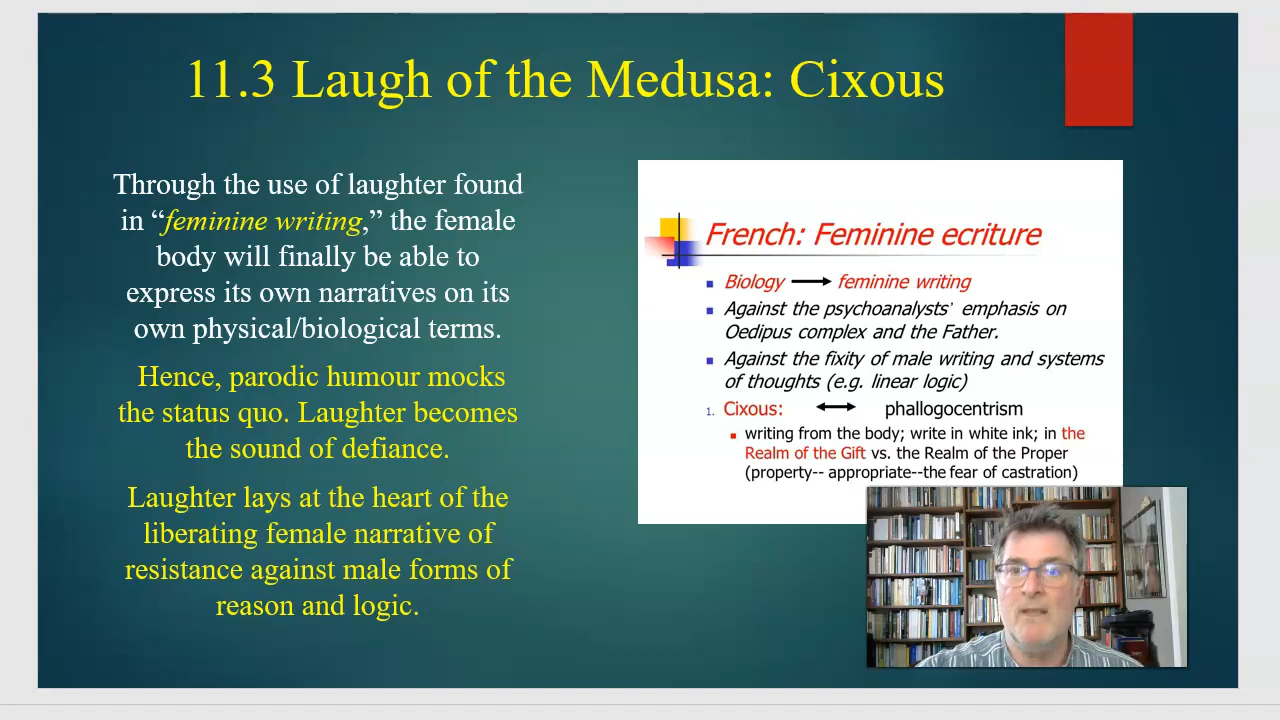 11.3 Laugh of the Medusa: Cixous
Through the use of laughter found
in “feminine writing,” the female
body will finally be able to
express its own narratives on its
own physical/biological terms.
Hence, parodic humour mocks
the status quo. Laughter becomes
the sound of defiance.
Laughter lays at the heart of the
liberating female narrative of
resistance against male forms of
reason and logic.
French: Feminine ecriture
Biology feminine writing
Against the psychoanalysts' emphasis on
Oedipus complex and the Father.
Against the fixity of male writing and systems
of thoughts (e.g. linear logic)
1. Cixous: phallogocentrism
writing from the body; write in white ink; in the
Realm of the Gift vs. the Realm of the Proper
(property-- appropriate--the fear of castration)